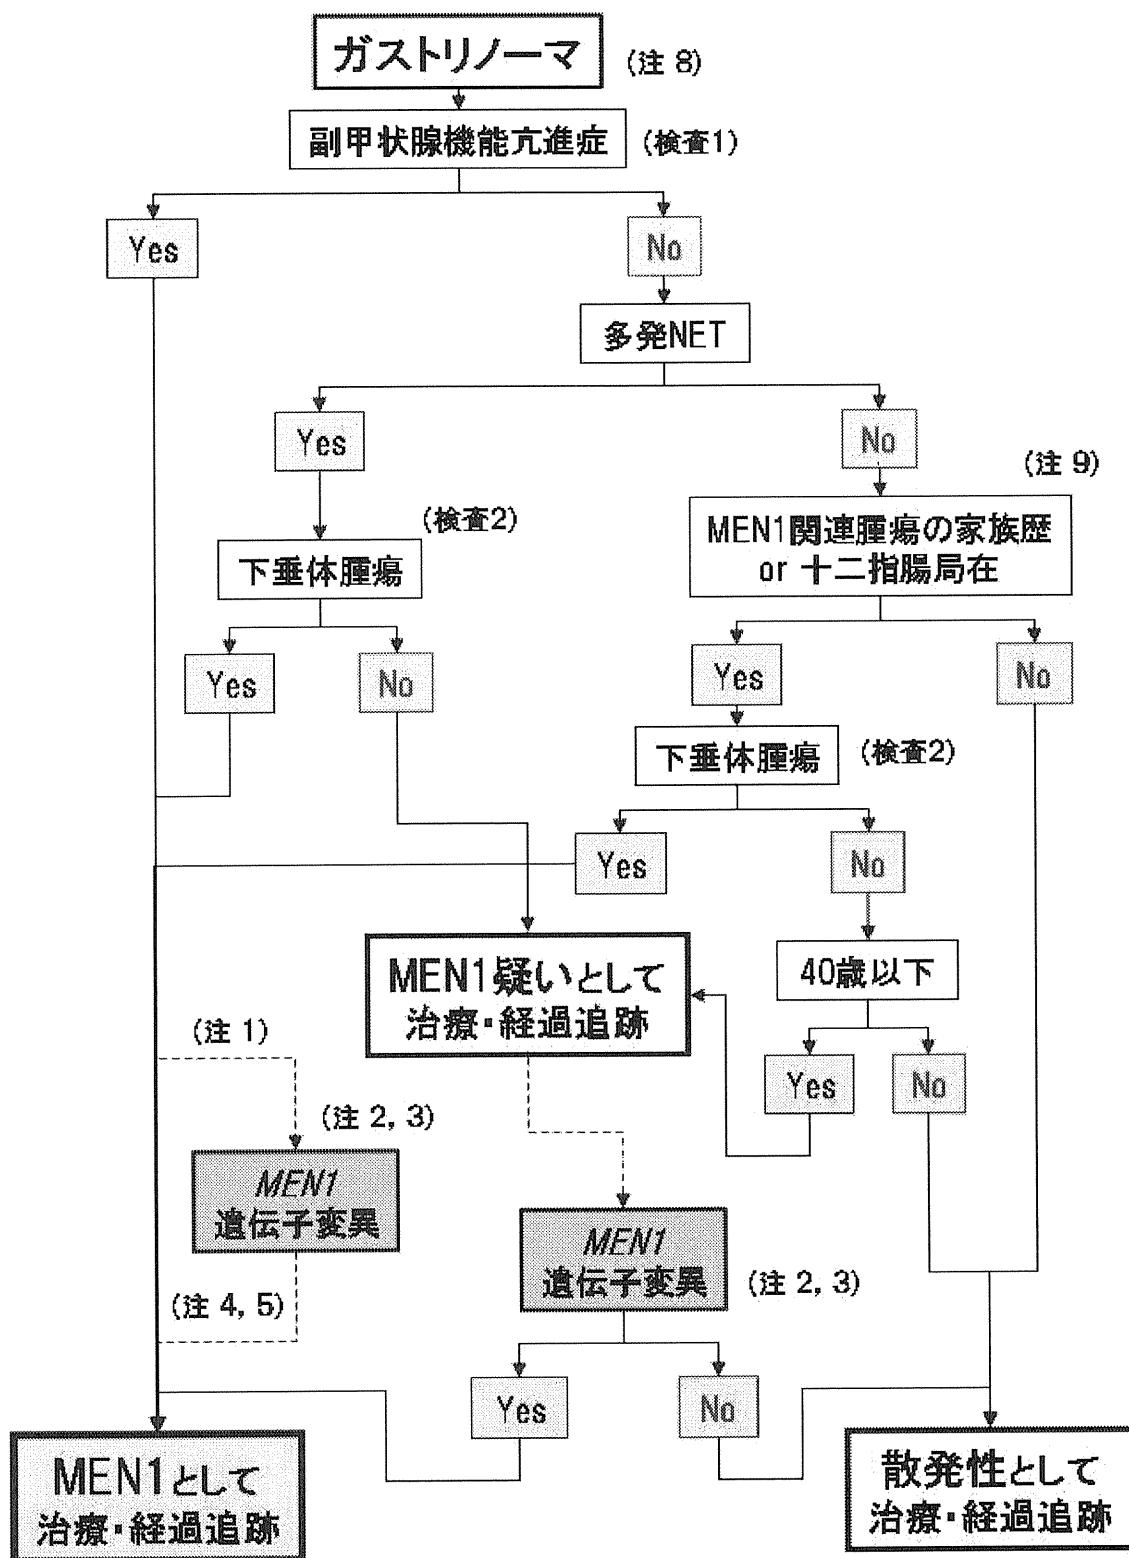 ガストリノーマ
(注 8)
副甲状腺機能亢進症
(検査1)
Yes
No
多発NET
Yes
No
(注 9)
(検査2)
下垂体腫瘍
MEN1関連腫瘍の家族歴
or 十二指腸局在
Yes
No
Yes
No
下垂体腫瘍
(検査2)
Yes
No
MEN1疑いとして
治療・経過追跡
40歳以下
(注 1)
Yes
No
(注 2, 3)
MEN1
遺伝子変異
MEN1
遺伝子変異
(注 2, 3)
(注 4, 5)
Yes
No
MEN1として
治療・経過追跡
散発性として
治療・経過追跡